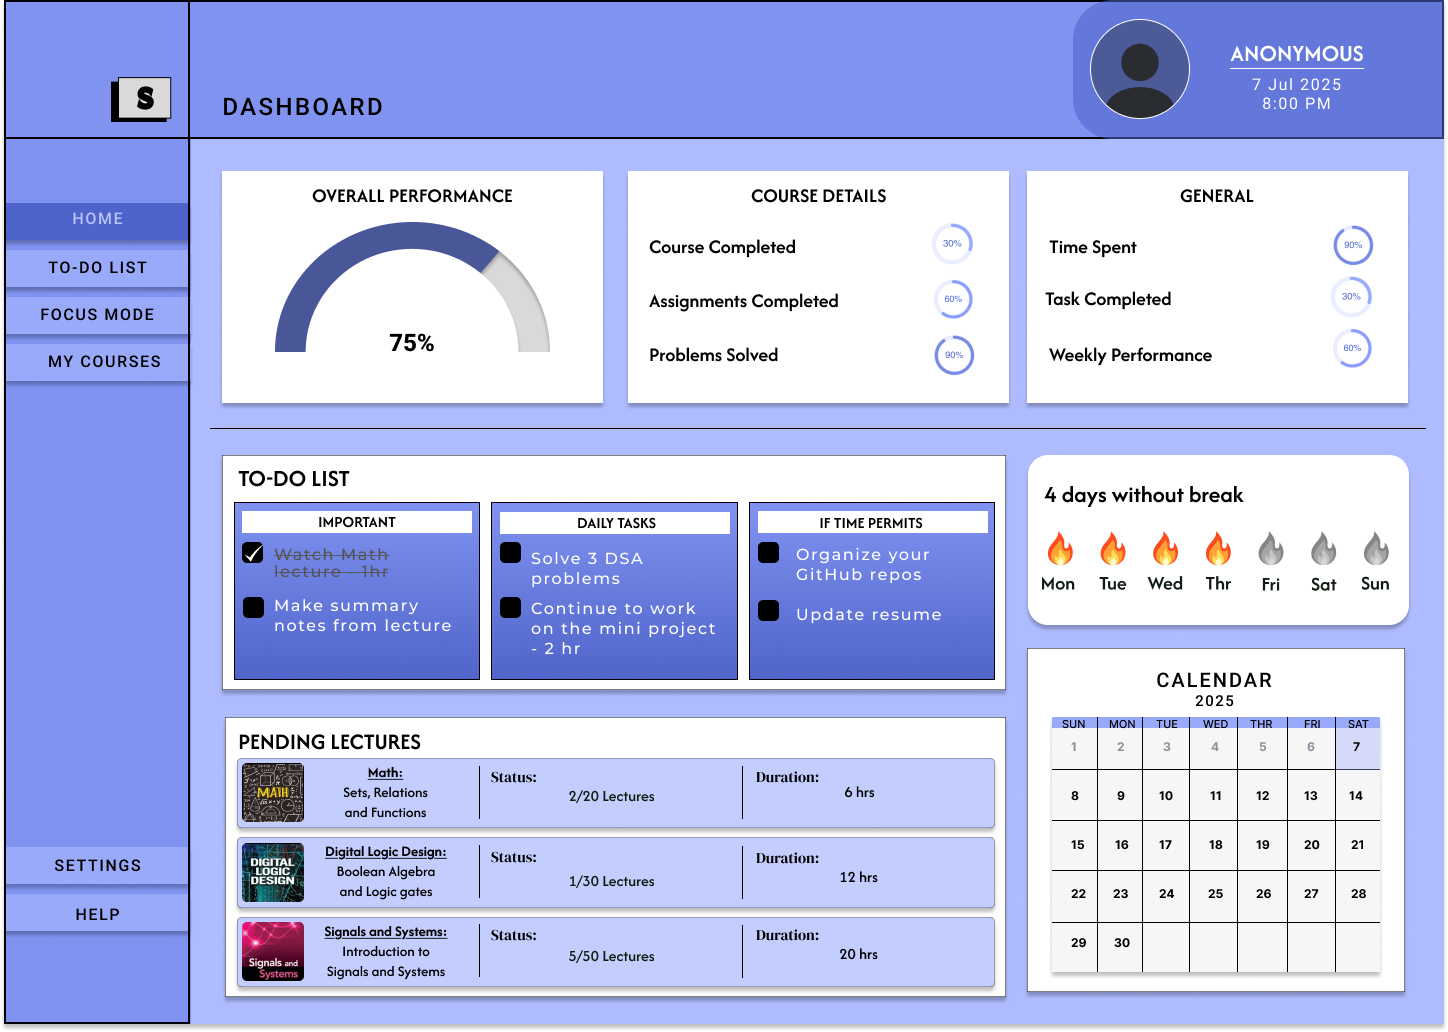 S
DASHBOARD
ANONYMOUS
7 Jul 2025
8:00 PM
HOME
TO-DO LIST
FOCUS MODE
MY COURSES
SETTINGS
HELP
OVERALL PERFORMANCE
75%
COURSE DETAILS
Course Completed
30%
Assignments Completed
60%
Problems Solved
90%
GENERAL
Time Spent
90%
Task Completed
30%
Weekly Performance
60%
TO-DO LIST
IMPORTANT
Watch Math
lecture - 1hr
Make summary
notes from lecture
DAILY TASKS
Solve 3 DSA
problems
Continue to work
on the mini project
- 2 hr
IF TIME PERMITS
Organize your
GitHub repos
Update resume
4 days without break
Mon Tue Wed Thr Fri Sat Sun
PENDING LECTURES
MATH
Math:
Sets, Relations
and Functions
Status:
2/20 Lectures
Duration:
6 hrs
DIGITAL
LOGIC
DESIGN
Digital Logic Design:
Boolean Algebra
and Logic gates
Status:
1/30 Lectures
Duration:
12 hrs
Signals and
Systems
Signals and Systems:
Introduction to
Signals and Systems
Status:
5/50 Lectures
Duration:
20 hrs
CALENDAR
2025
SUN MON TUE WED THR FRI SAT
1 2 3 4 5 6 7
8 9 10 11 12 13 14
15 16 17 18 19 20 21
22 23 24 25 26 27 28
29 30